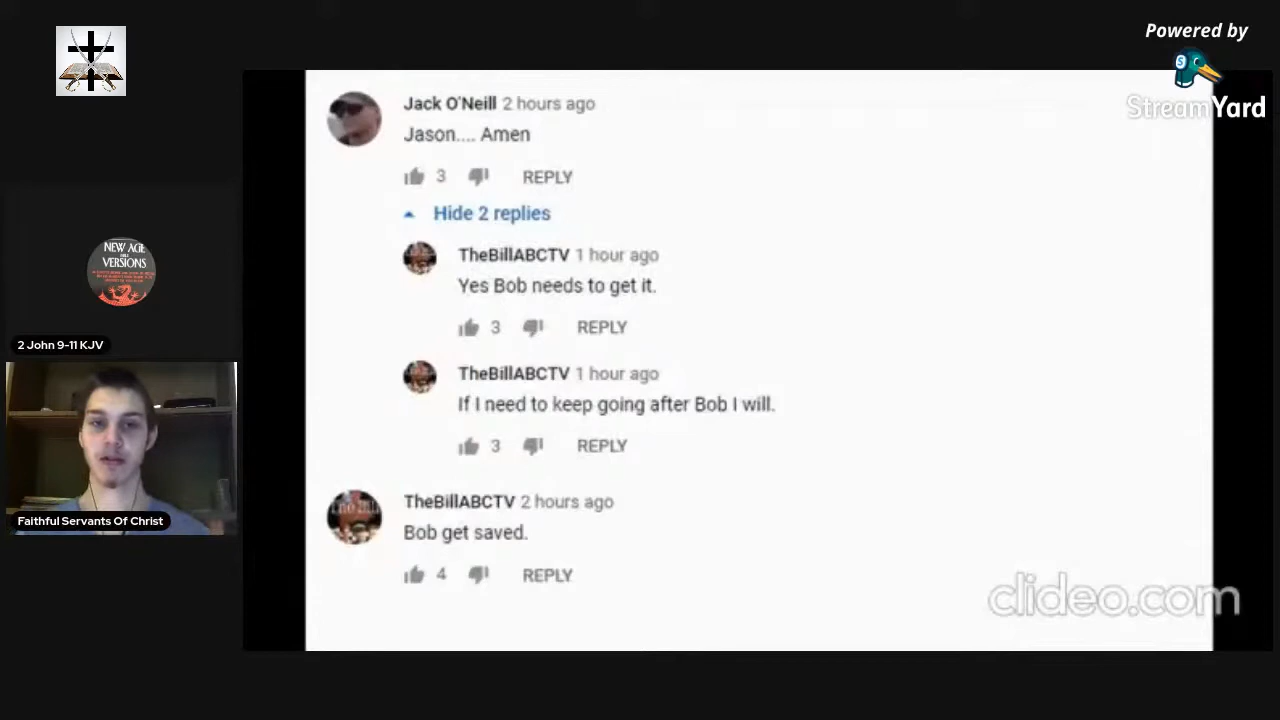 Powered by
StreamYard
Jack O'Neill 2 hours ago
Jason.... Amen
3 REPLY
Hide 2 replies
TheBillABCTV 1 hour ago
Yes Bob needs to get it.
3 REPLY
TheBillABCTV 1 hour ago
If I need to keep going after Bob I will.
3 REPLY
TheBillABCTV 2 hours ago
Bob get saved.
4 REPLY
clideo.com
NEW AGE
VERSIONS
2 John 9-11 KJV
Faithful Servants Of Christ